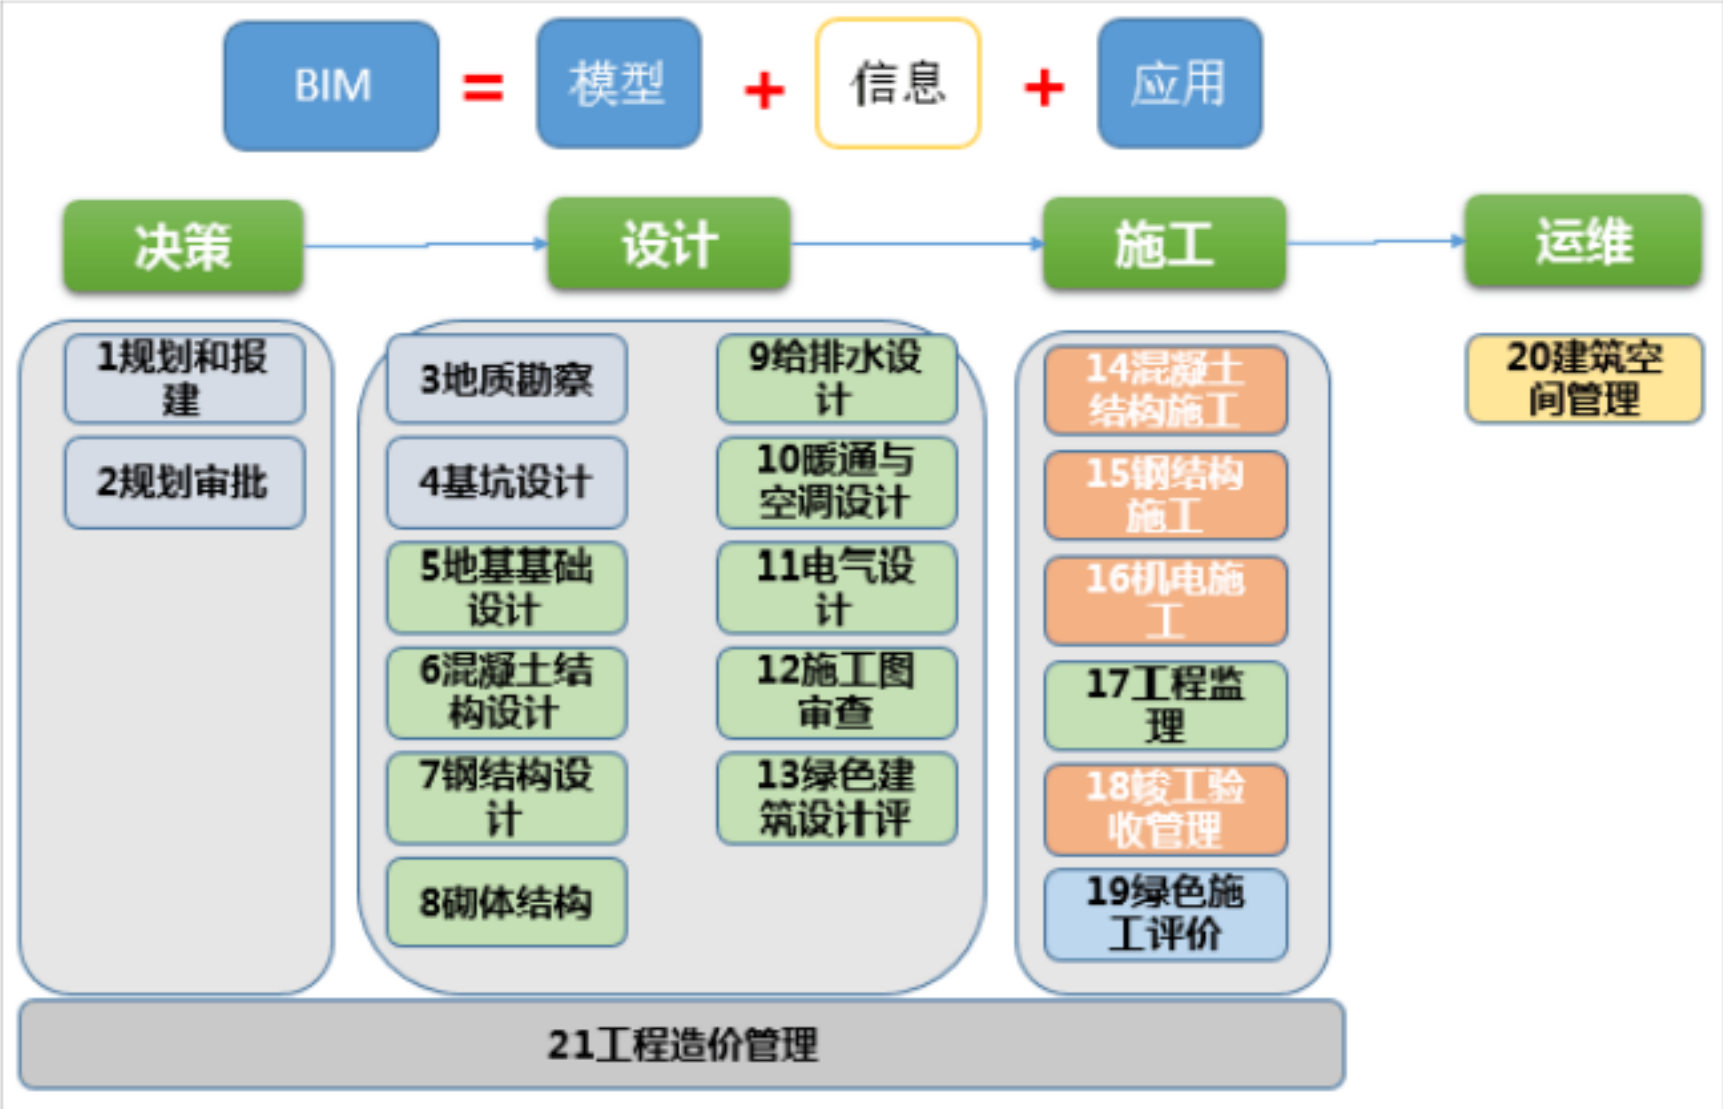 BIM = 模型 + 信息 + 应用
决策
设计
施工
运维
1规划和报
建
2规划审批
3地质勘察
4基坑设计
5地基基础
设计
6混凝土结
构设计
7钢结构设
计
8砌体结构
9给排水设
计
10暖通与
空调设计
11电气设
计
12施工图
审查
13绿色建
筑设计评
14混凝土
结构施工
15钢结构
施工
16机电施
工
17工程监
理
18竣工验
收管理
19绿色施
工评价
20建筑空
间管理
21工程造价管理